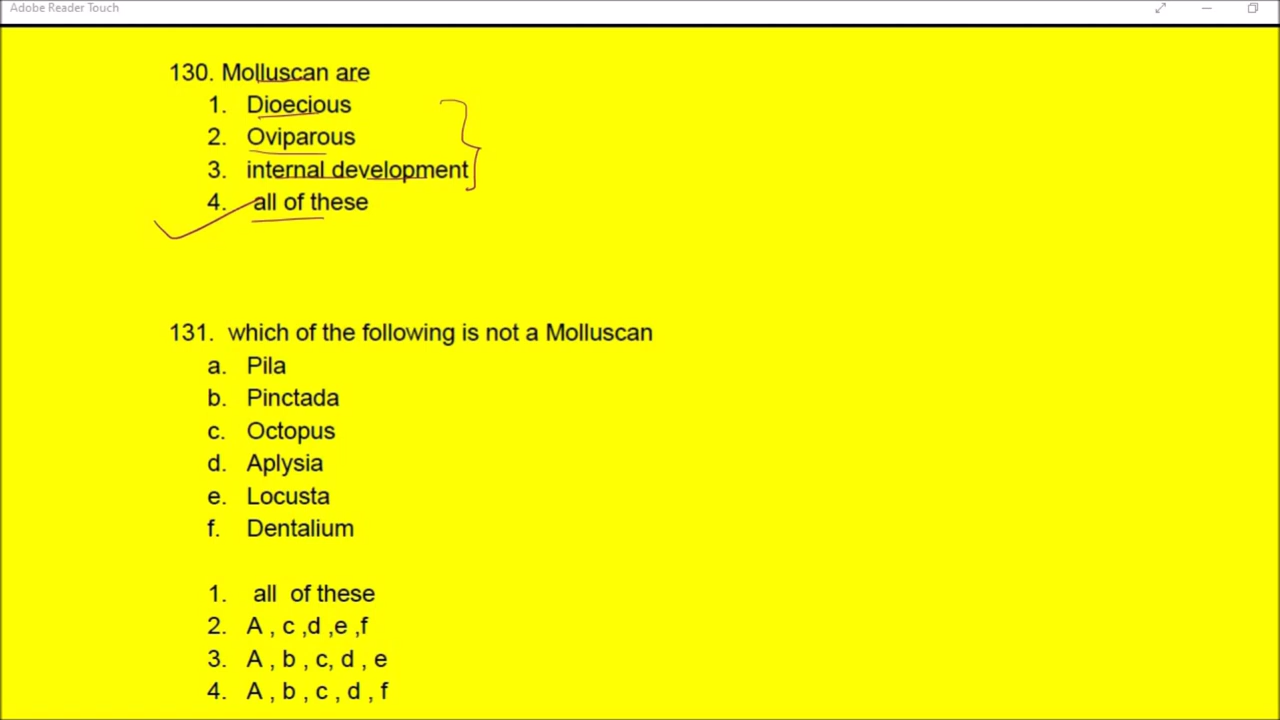 Adobe Reader Touch
130. Molluscan are
1. Dioecious
2. Oviparous
3. internal development
4. all of these
131. which of the following is not a Molluscan
a. Pila
b. Pinctada
c. Octopus
d. Aplysia
e. Locusta
f. Dentalium
1. all of these
2. A , c ,d ,e ,f
3. A , b , c, d , e
4. A , b , c , d , f